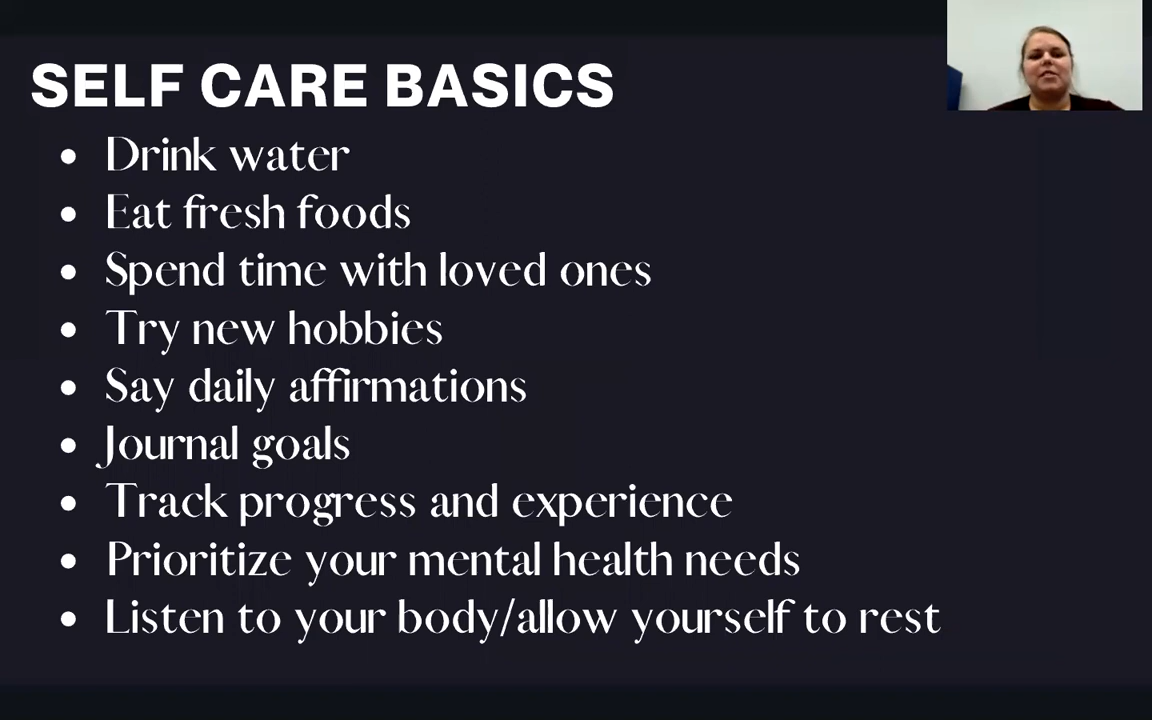 SELF CARE BASICS
• Drink water
• Eat fresh foods
• Spend time with loved ones
• Try new hobbies
• Say daily affirmations
• Journal goals
• Track progress and experience
• Prioritize your mental health needs
• Listen to your body/allow yourself to rest